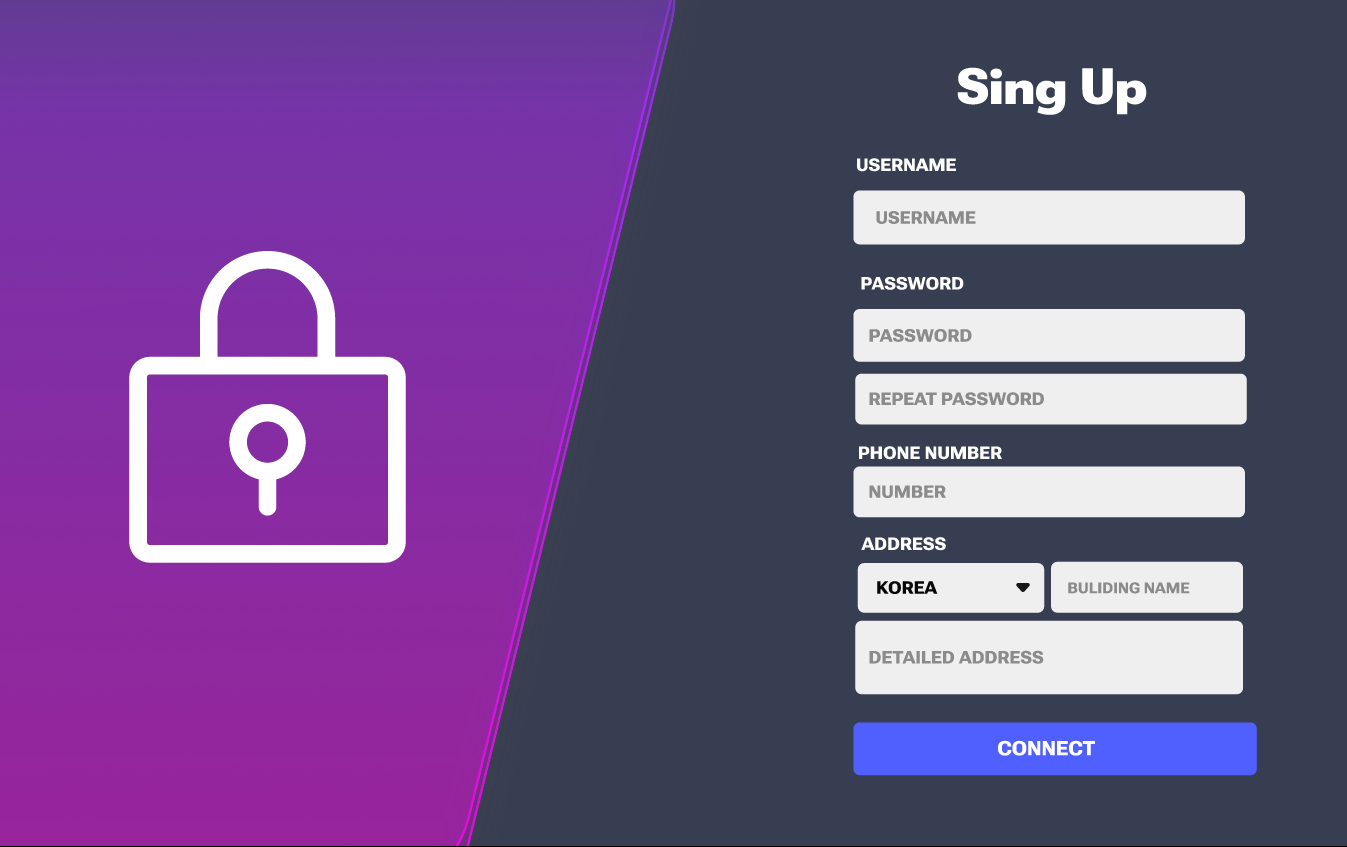 Sing Up
USERNAME
USERNAME
PASSWORD
PASSWORD
REPEAT PASSWORD
PHONE NUMBER
NUMBER
ADDRESS
KOREA BULIDING NAME
DETAILED ADDRESS
CONNECT